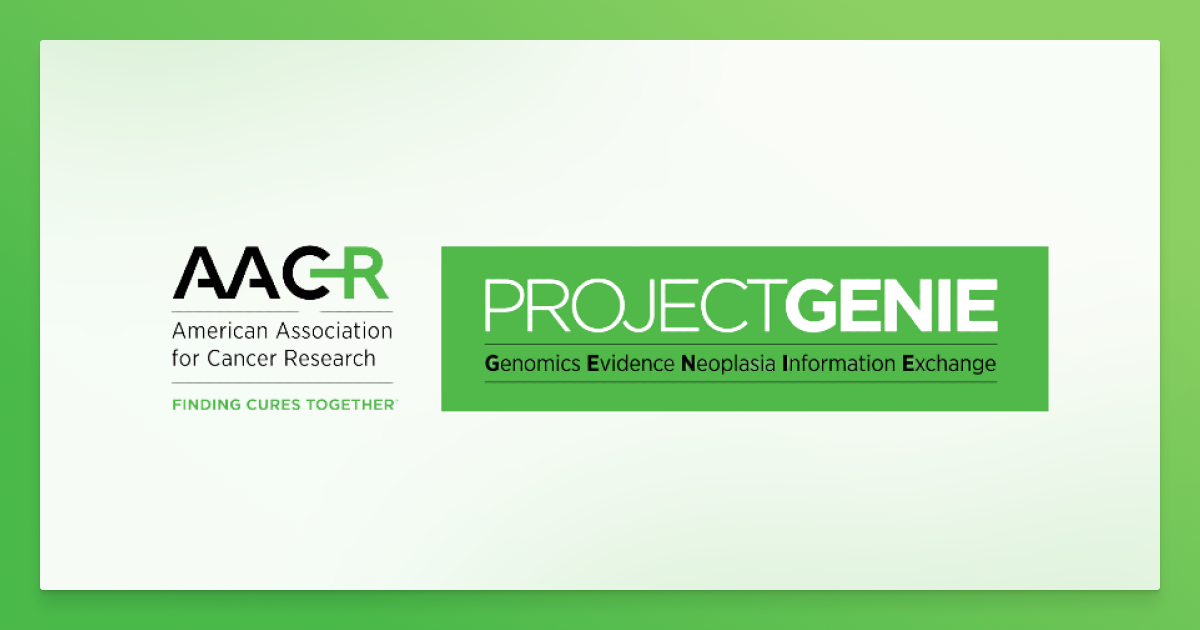 AACR
American Association
for Cancer Research
FINDING CURES TOGETHER
PROJECTGENIE
Genomics Evidence Neoplasia Information Exchange